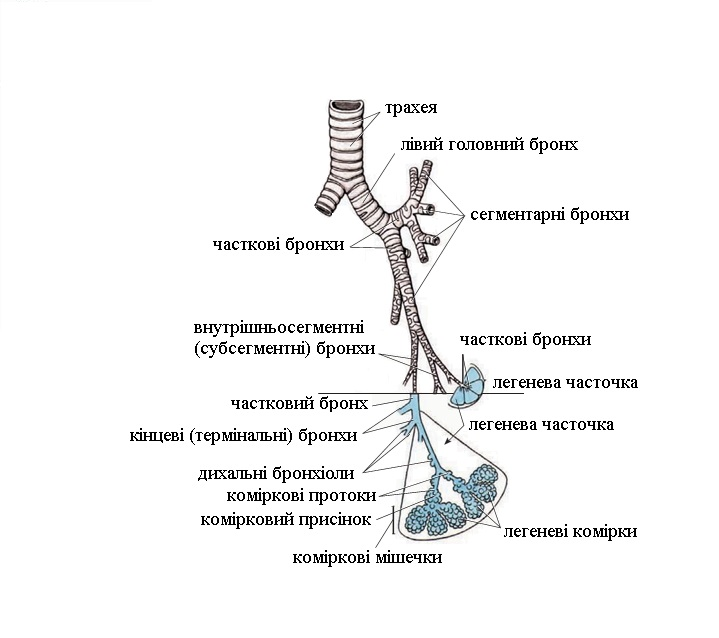 трахея
лівий головний бронх
сегментарні бронхи
часткові бронхи
внутрішньосегментні
(субсегментні) бронхи
часткові бронхи
легенева часточка
частковий бронх
легенева часточка
кінцеві (термінальні) бронхи
дихальні бронхіоли
коміркові протоки
комірковий присінок
легеневі комірки
коміркові мішечки